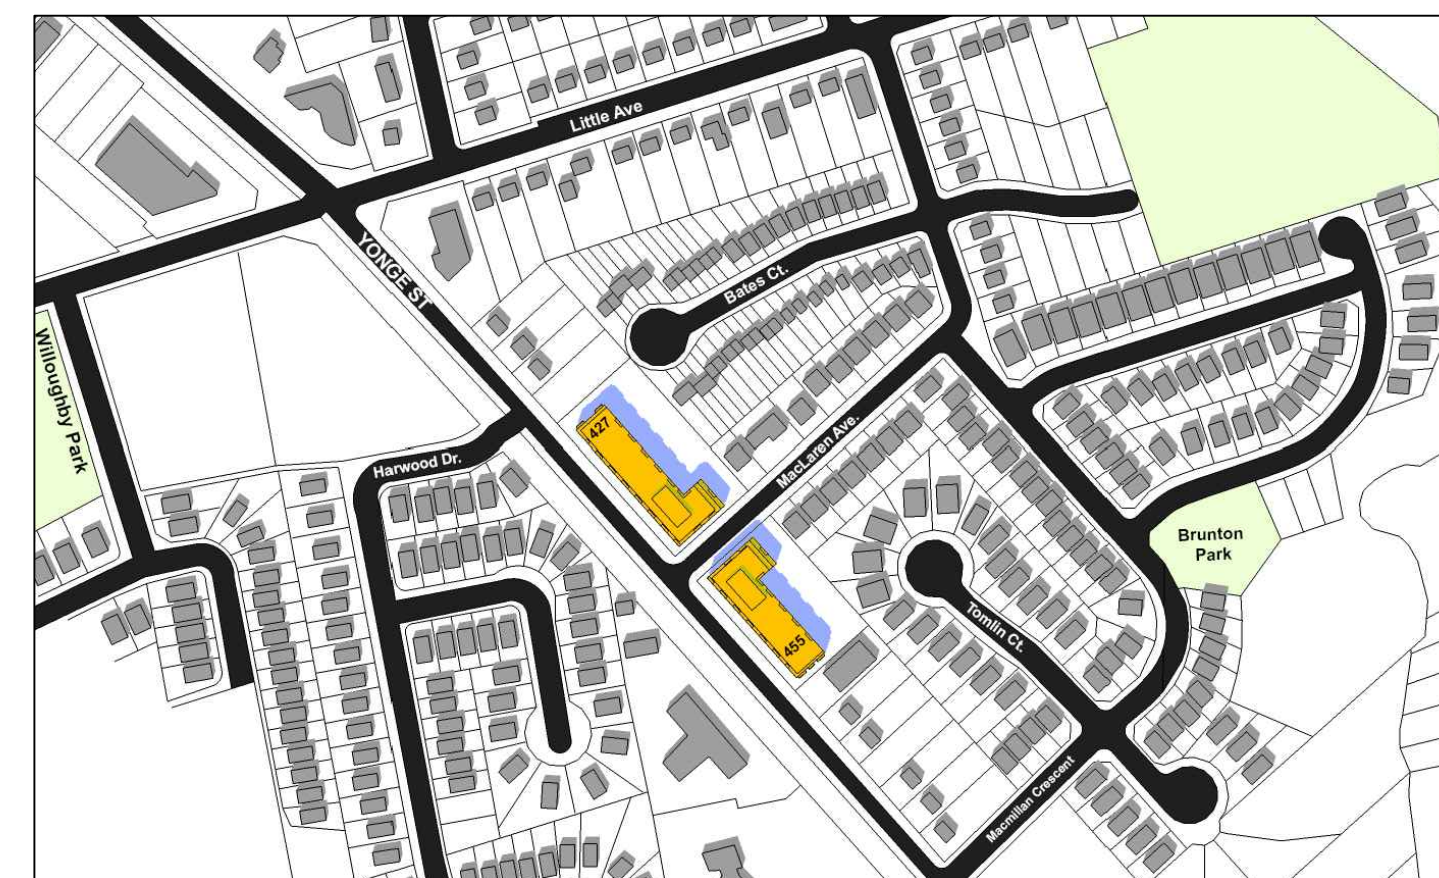 Little Ave
YONGE ST
Bates Ct.
Willoughby Park
427
MacLaren Ave.
Harwood Dr.
Brunton
Park
455
Tomlin Ct.
Macmillan Crescent